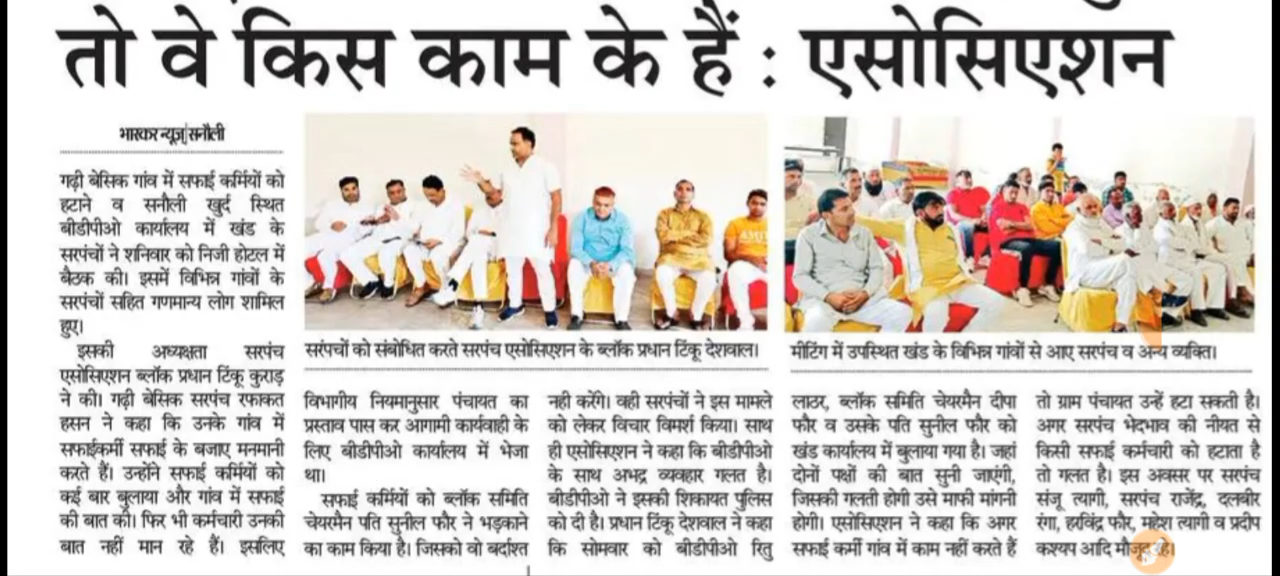 तो वे किस काम के हैं : एसोसिएशन
भास्कर न्यूज|सनौली
गढ़ी बेसिक गांव में सफाई कर्मियों को
हटाने व सनौली खुर्द स्थित
बीडीपीओ कार्यालय में खंड के
सरपंचों ने शनिवार को निजी होटल में
बैठक की। इसमें विभिन्न गांवों के
सरपंचों सहित गणमान्य लोग शामिल
हुए।
इसकी अध्यक्षता सरपंच
एसोसिएशन ब्लॉक प्रधान टिंकू कुराड़
ने की। गढ़ी बेसिक सरपंच रफाकत
हसन ने कहा कि उनके गांव में
सफाईकर्मी सफाई के बजाए मनमानी
करते हैं। उन्होंने सफाई कर्मियों को
कई बार बुलाया और गांव में सफाई
की बात की। फिर भी कर्मचारी उनकी
बात नहीं मान रहे हैं। इसलिए
सरंपचों को संबोधित करते सरपंच एसोसिएशन के ब्लॉक प्रधान टिंकू देशवाल।
मीटिंग में उपस्थित खंड के विभिन्न गांवों से आए सरपंच व अन्य व्यक्ति।
विभागीय नियमानुसार पंचायत का
प्रस्ताव पास कर आगामी कार्यवाही के
लिए बीडीपीओ कार्यालय में भेजा
था।
सफाई कर्मियों को ब्लॉक समिति
चेयरमैन पति सुनील फौर ने भड़काने
का काम किया है। जिसको वो बर्दाश्त
नही करेंगे। वही सरपंचों ने इस मामले
को लेकर विचार विमर्श किया। साथ
ही एसोसिएशन ने कहा कि बीडीपीओ
के साथ अभद्र व्यवहार गलत है।
बीडीपीओ ने इसकी शिकायत पुलिस
को दी है। प्रधान टिंकू देशवाल ने कहा
कि सोमवार को बीडीपीओ रितु
लाठर, ब्लॉक समिति चेयरमैन दीपा
फौर व उसके पति सुनील फौर को
खंड कार्यालय में बुलाया गया है। जहां
दोनों पक्षों की बात सुनी जाएंगी,
जिसकी गलती होगी उसे माफी मांगनी
होगी। एसोसिएशन ने कहा कि अगर
सफाई कर्मी गांव में काम नहीं करते हैं
तो ग्राम पंचायत उन्हें हटा सकती है।
अगर सरपंच भेदभाव की नीयत से
किसी सफाई कर्मचारी को हटाता है
तो गलत है। इस अवसर पर सरपंच
संजू त्यागी, सरपंच राजेंद्र, दलबीर
रंगा, हरविंद्र फौर, महेश त्यागी व प्रदीप
कश्यप आदि मौजूद रहे।